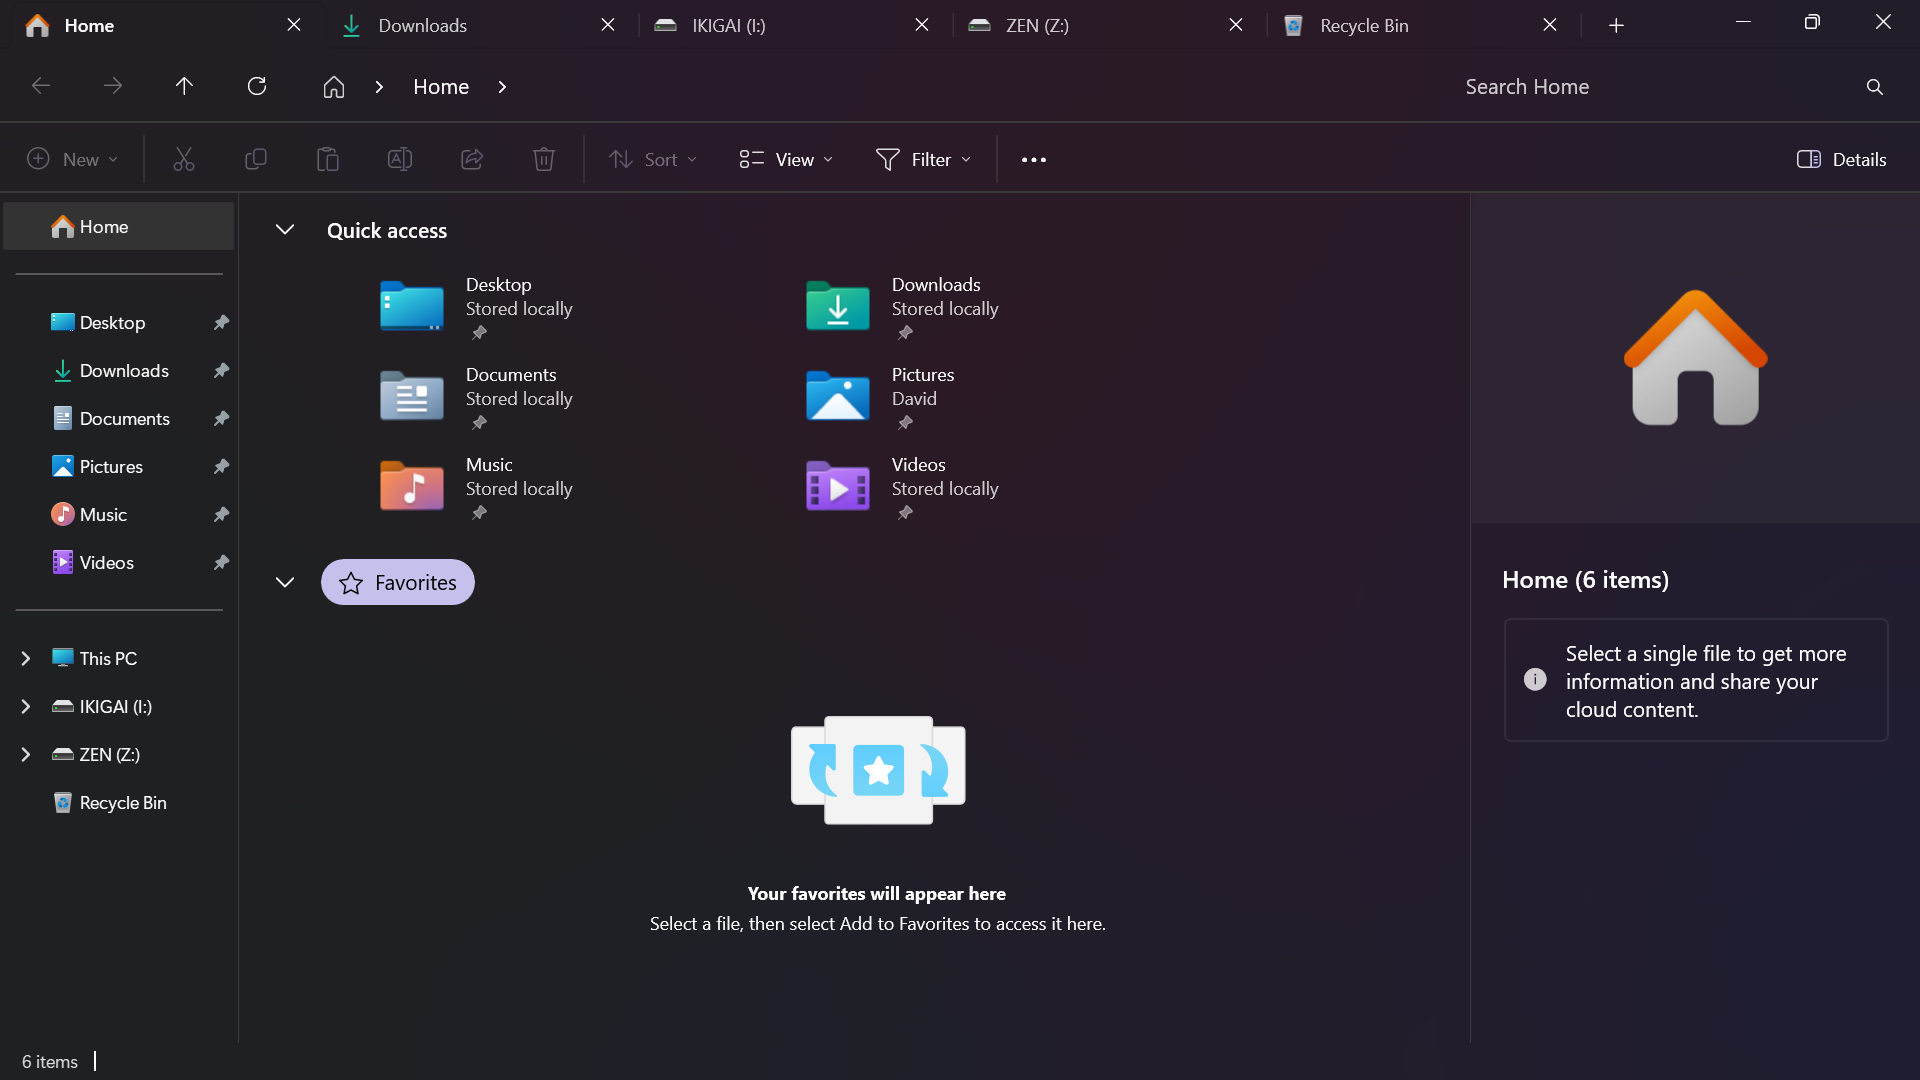 Home
Downloads
IKIGAI (I:)
ZEN (Z:)
Recycle Bin
Home
Search Home
New
Sort
View
Filter
Details
Home
Desktop
Downloads
Documents
Pictures
Music
Videos
This PC
IKIGAI (I:)
ZEN (Z:)
Recycle Bin
Quick access
Desktop
Stored locally
Downloads
Stored locally
Documents
Stored locally
Pictures
David
Music
Stored locally
Videos
Stored locally
Favorites
Your favorites will appear here
Select a file, then select Add to Favorites to access it here.
Home (6 items)
Select a single file to get more
information and share your
cloud content.
6 items